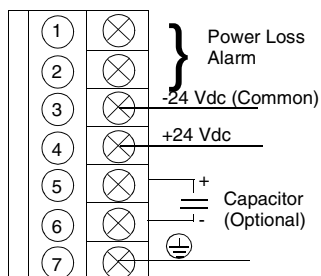 1
Power Loss
Alarm
2
3
-24 Vdc (Common)
4
+24 Vdc
5
+
Capacitor
(Optional)
6
-
7